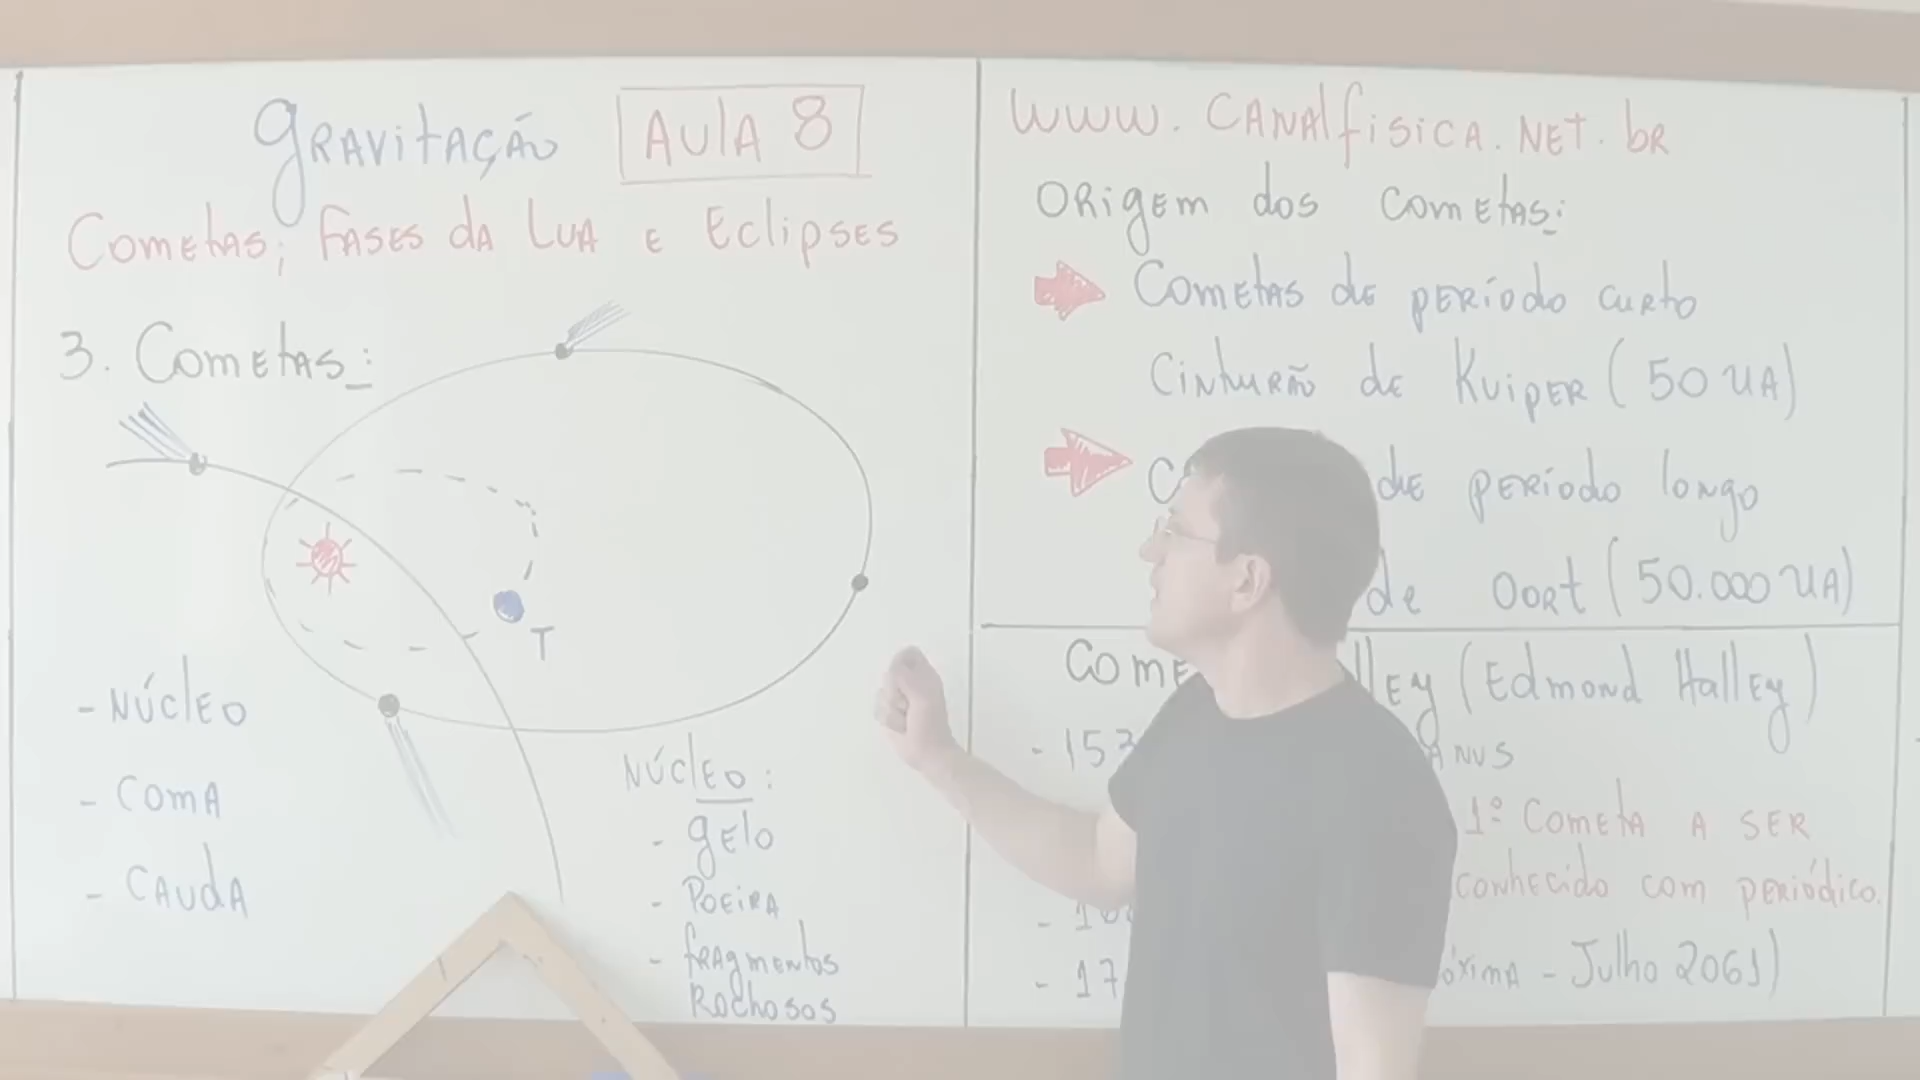 gravitação Aula 8
Cometas; Fases da Lua e Eclipses
3. Cometas:
T
- Núcleo
- Coma
- Cauda
Núcleo:
- gelo
- Poeira
- fragmentos
Rochosos
www.canalfisica.net.br
Origem dos cometas:
Cometas de período curto
Cinturão de Kuiper (50 UA)
de período longo
de Oort (50.000 UA)
(Edmond Halley)
1º Cometa a ser
conhecido com periódico.
- Julho 2061)